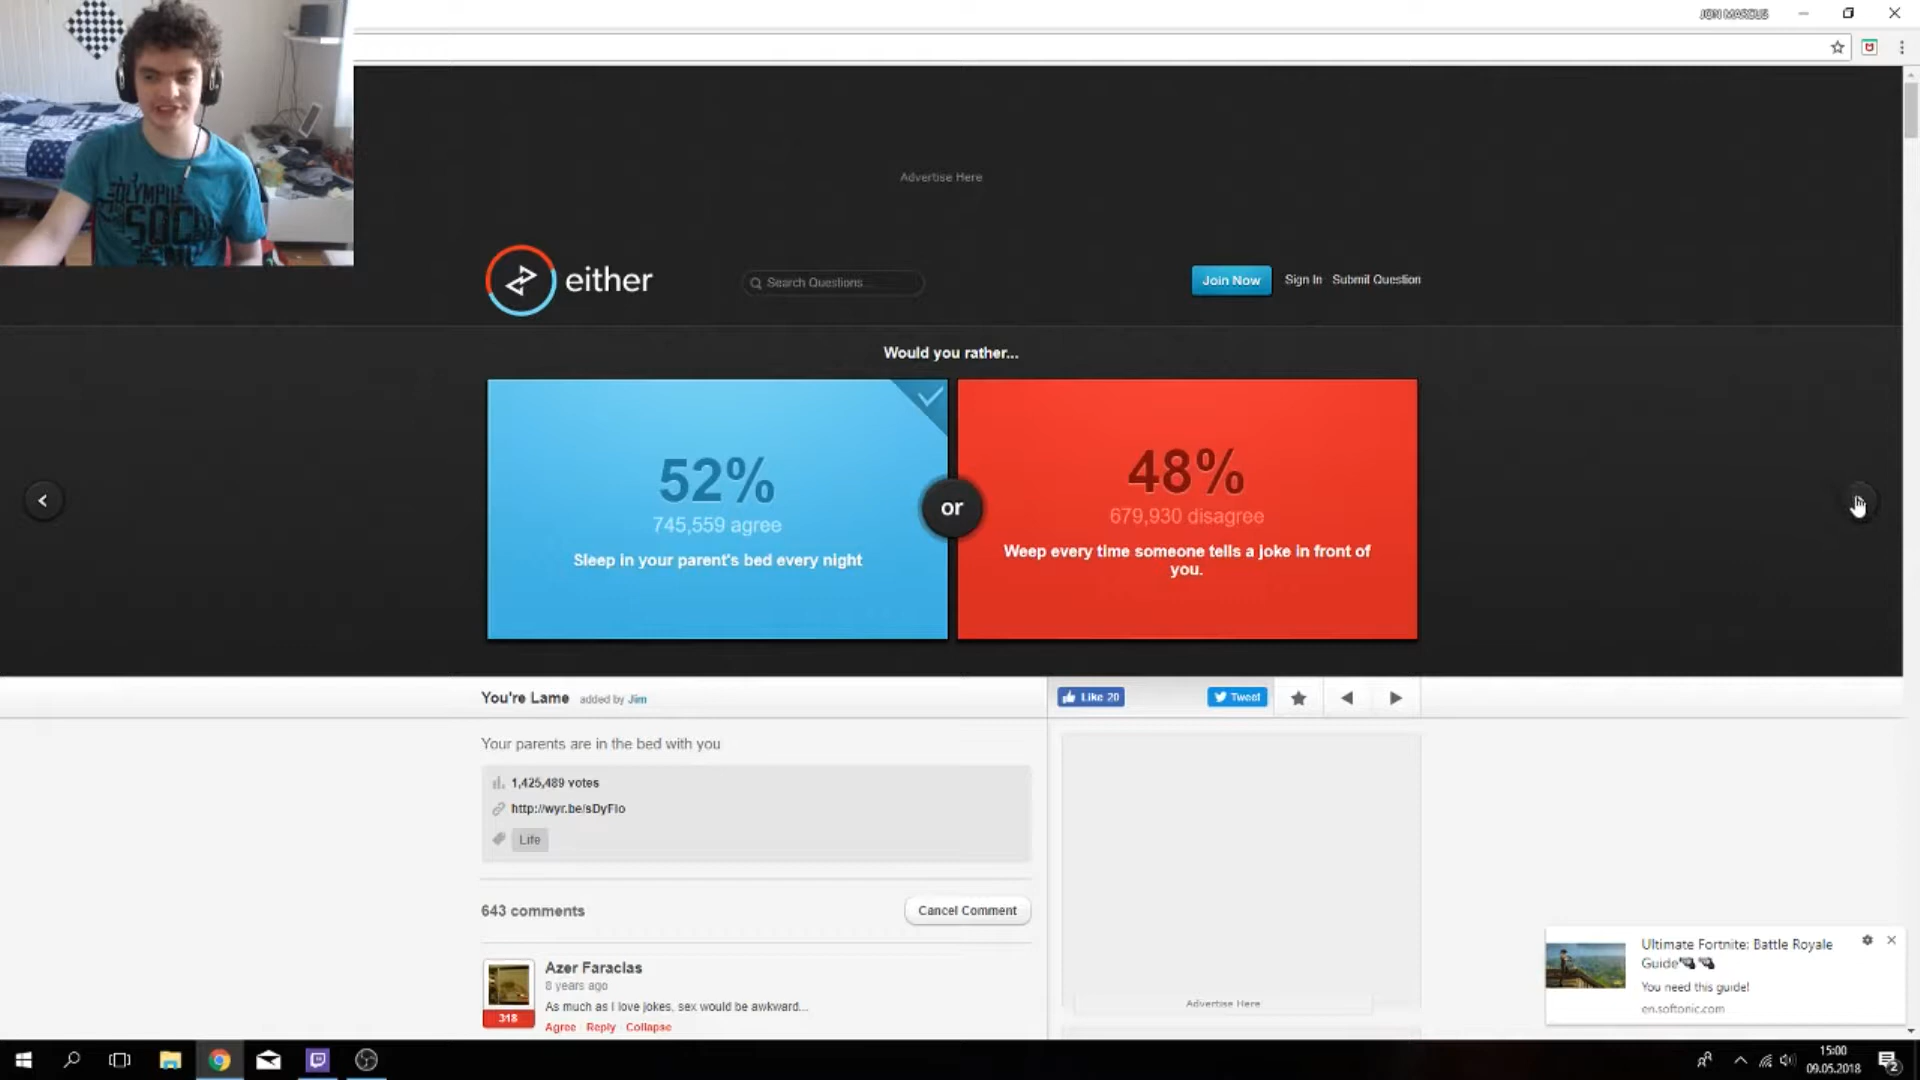 JON MARCUS
Advertise Here
either
Search Questions...
Join Now
Sign In
Submit Question
Would you rather...
52%
745,559 agree
Sleep in your parent's bed every night
or
48%
679,930 disagree
Weep every time someone tells a joke in front of
you.
You're Lame
added by Jim
Like 20
Tweet
Your parents are in the bed with you
1,425,489 votes
http://wyr.be/sDyFlo
Life
643 comments
Cancel Comment
Azer Faraclas
8 years ago
As much as I love jokes, sex would be awkward...
318
Agree
Reply
Collapse
Advertise Here
Ultimate Fortnite: Battle Royale
Guide
You need this guide!
en.softonic.com
15:00
09.05.2018
2